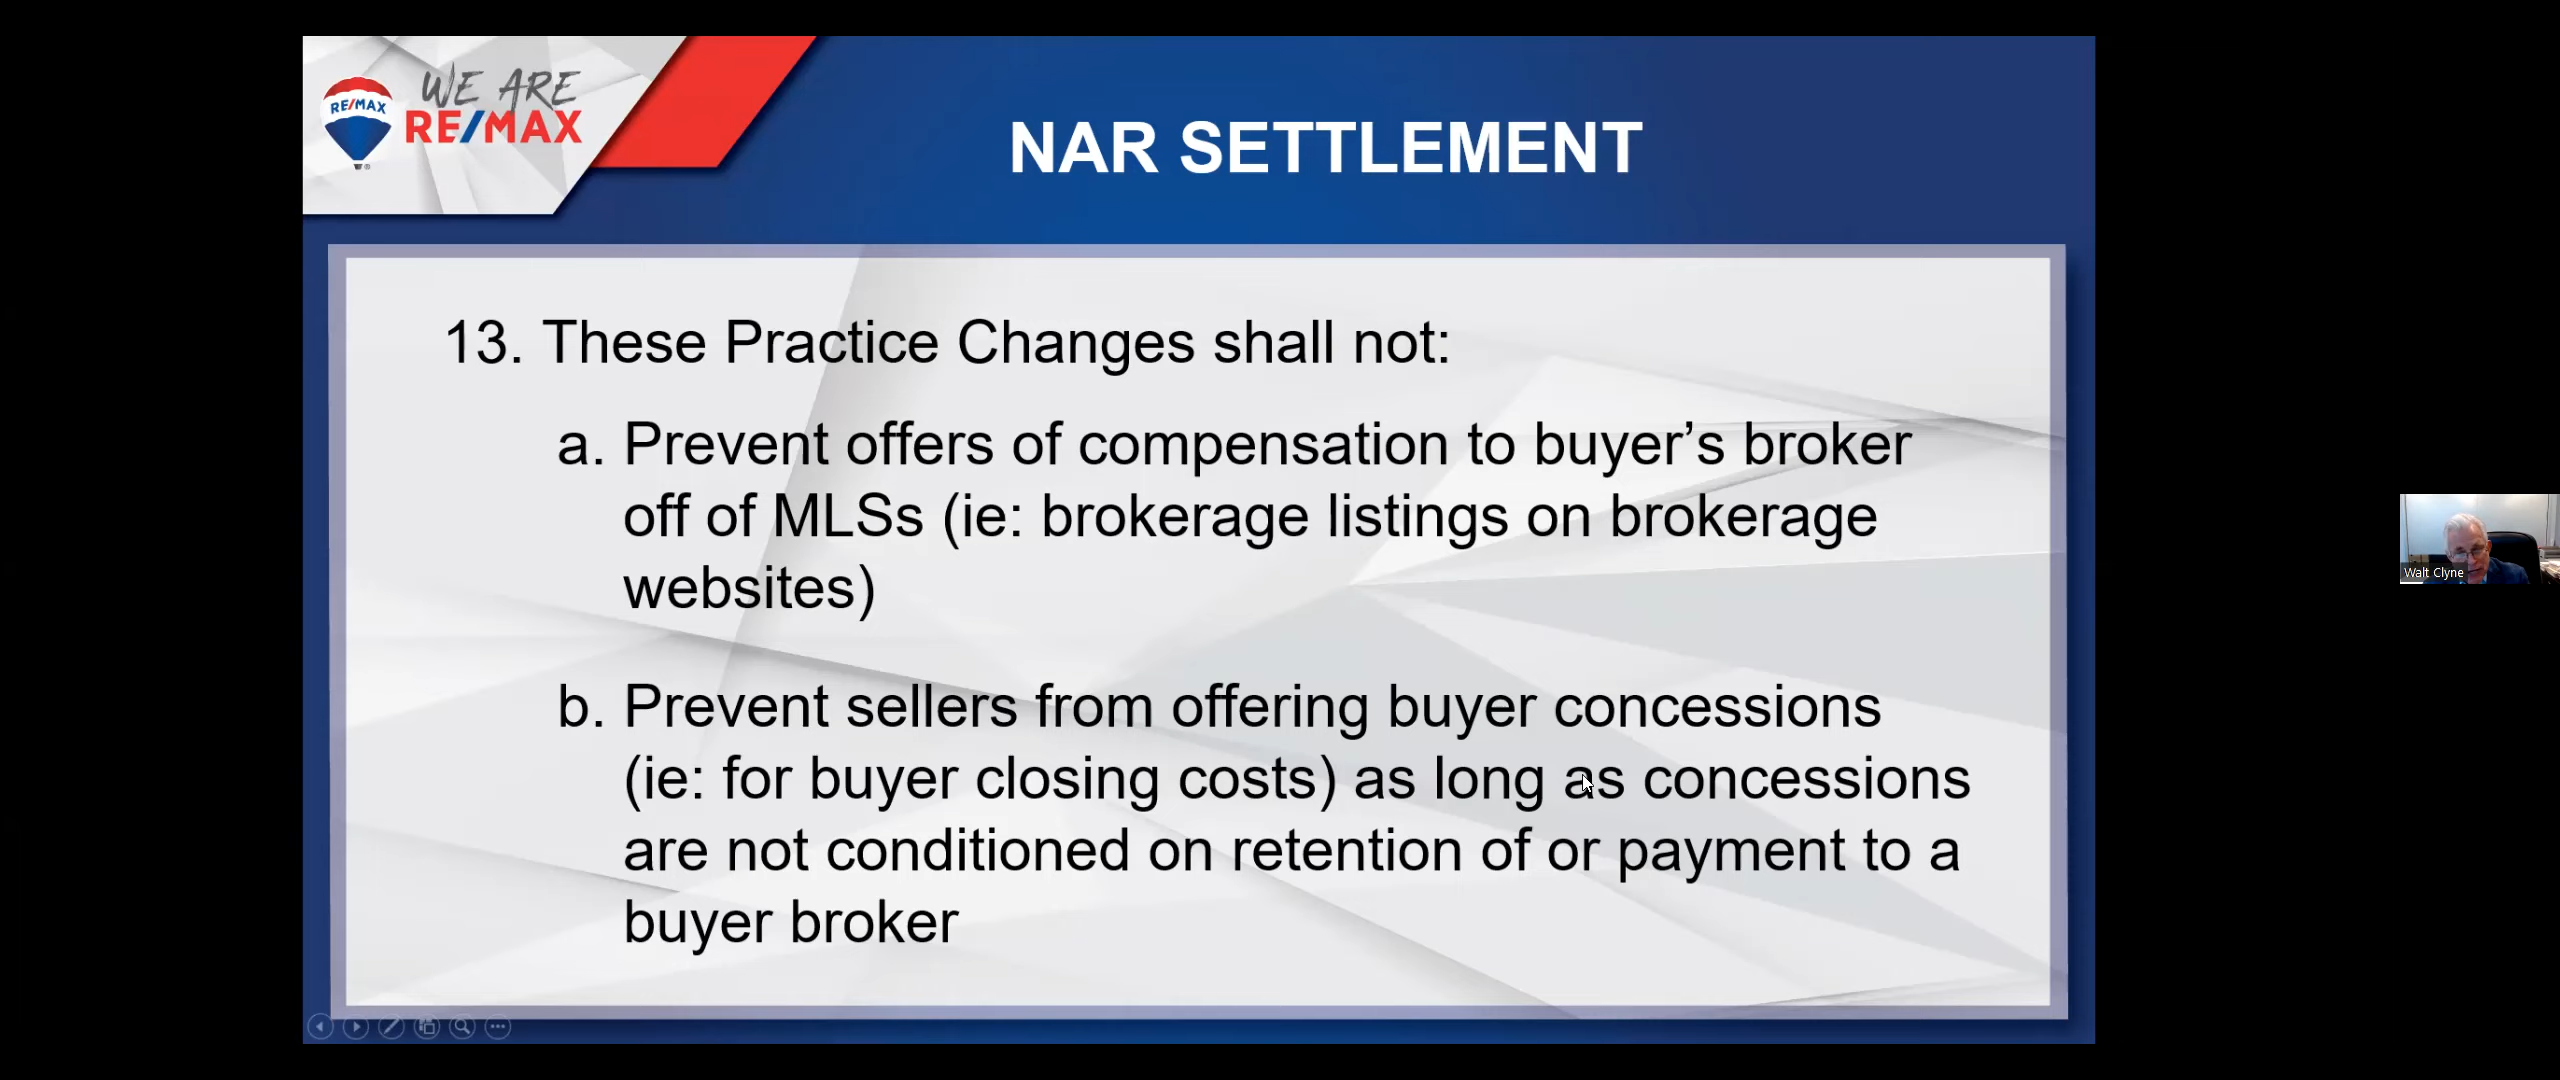 WE ARE
RE/MAX
RE/MAX
NAR SETTLEMENT
13. These Practice Changes shall not:
a. Prevent offers of compensation to buyer’s broker
off of MLSs (ie: brokerage listings on brokerage
websites)
b. Prevent sellers from offering buyer concessions
(ie: for buyer closing costs) as long as concessions
are not conditioned on retention of or payment to a
buyer broker
Walt Clyne